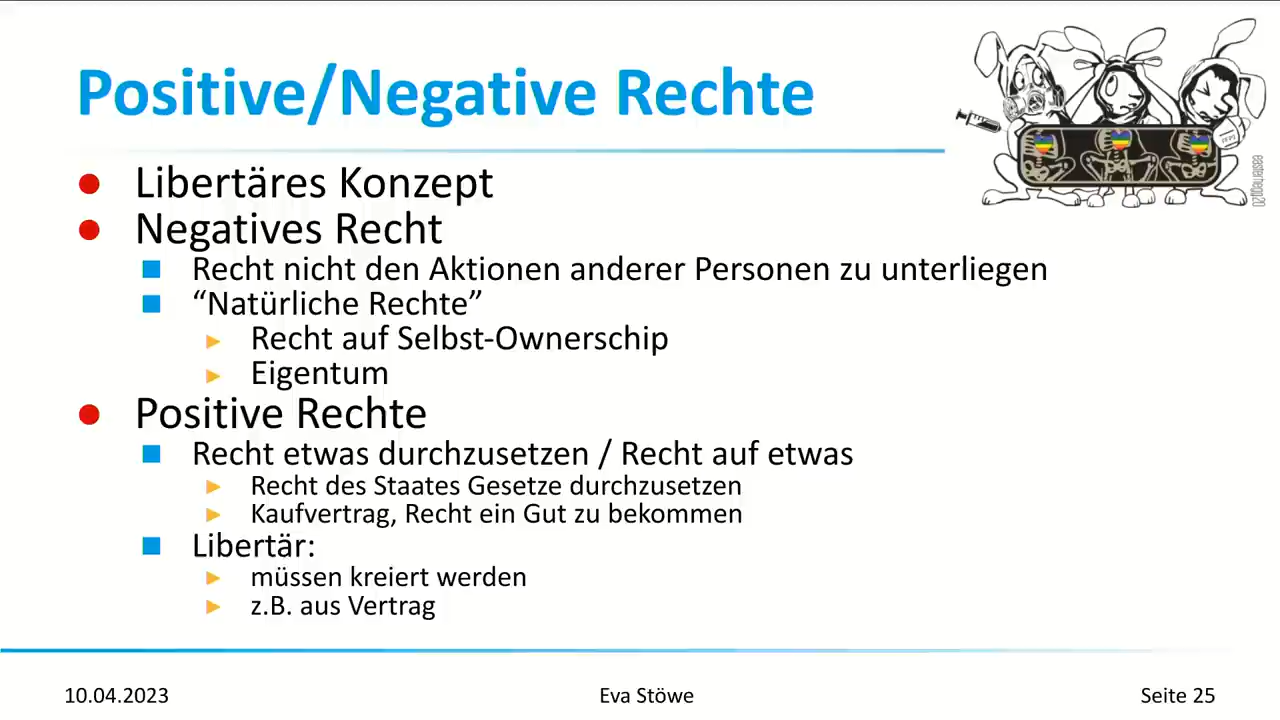 Positive/Negative Rechte
Libertäres Konzept
Negatives Recht
Recht nicht den Aktionen anderer Personen zu unterliegen
“Natürliche Rechte”
Recht auf Selbst-Ownerschip
Eigentum
Positive Rechte
Recht etwas durchzusetzen / Recht auf etwas
Recht des Staates Gesetze durchzusetzen
Kaufvertrag, Recht ein Gut zu bekommen
Libertär:
müssen kreiert werden
z.B. aus Vertrag
10.04.2023
Eva Stöwe
Seite 25